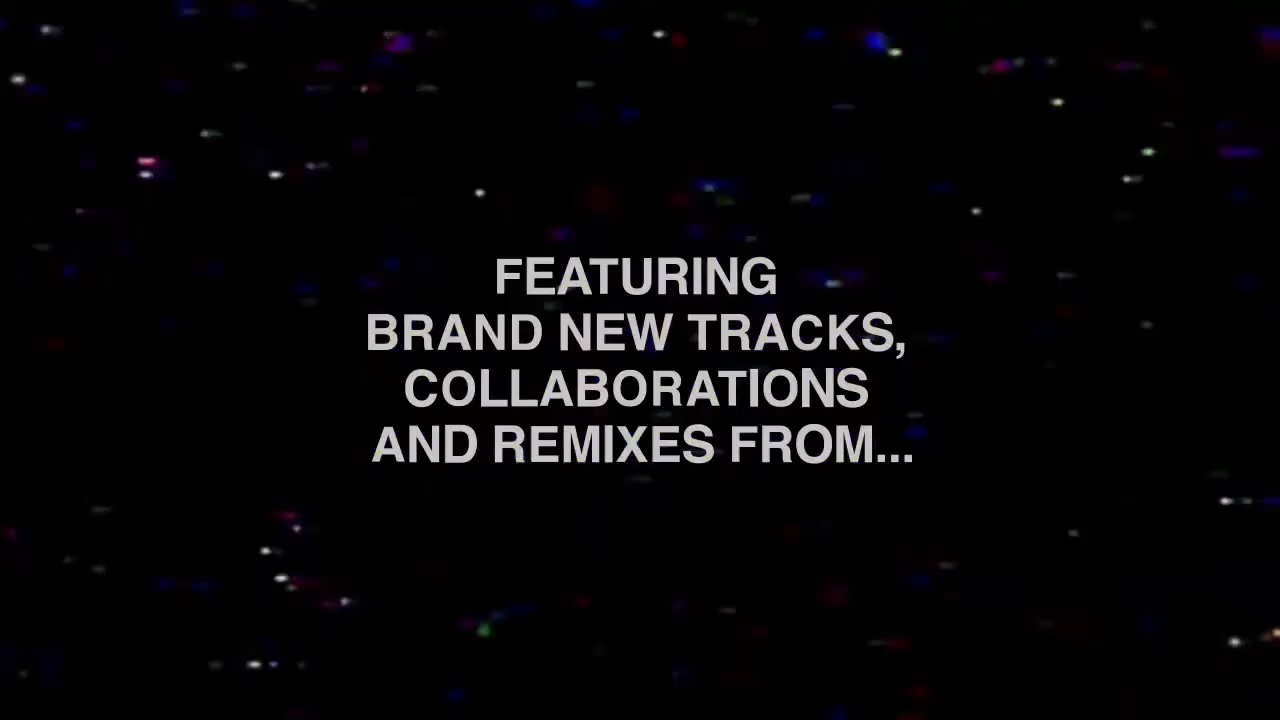 FEATURING
BRAND NEW TRACKS,
COLLABORATIONS
AND REMIXES FROM...